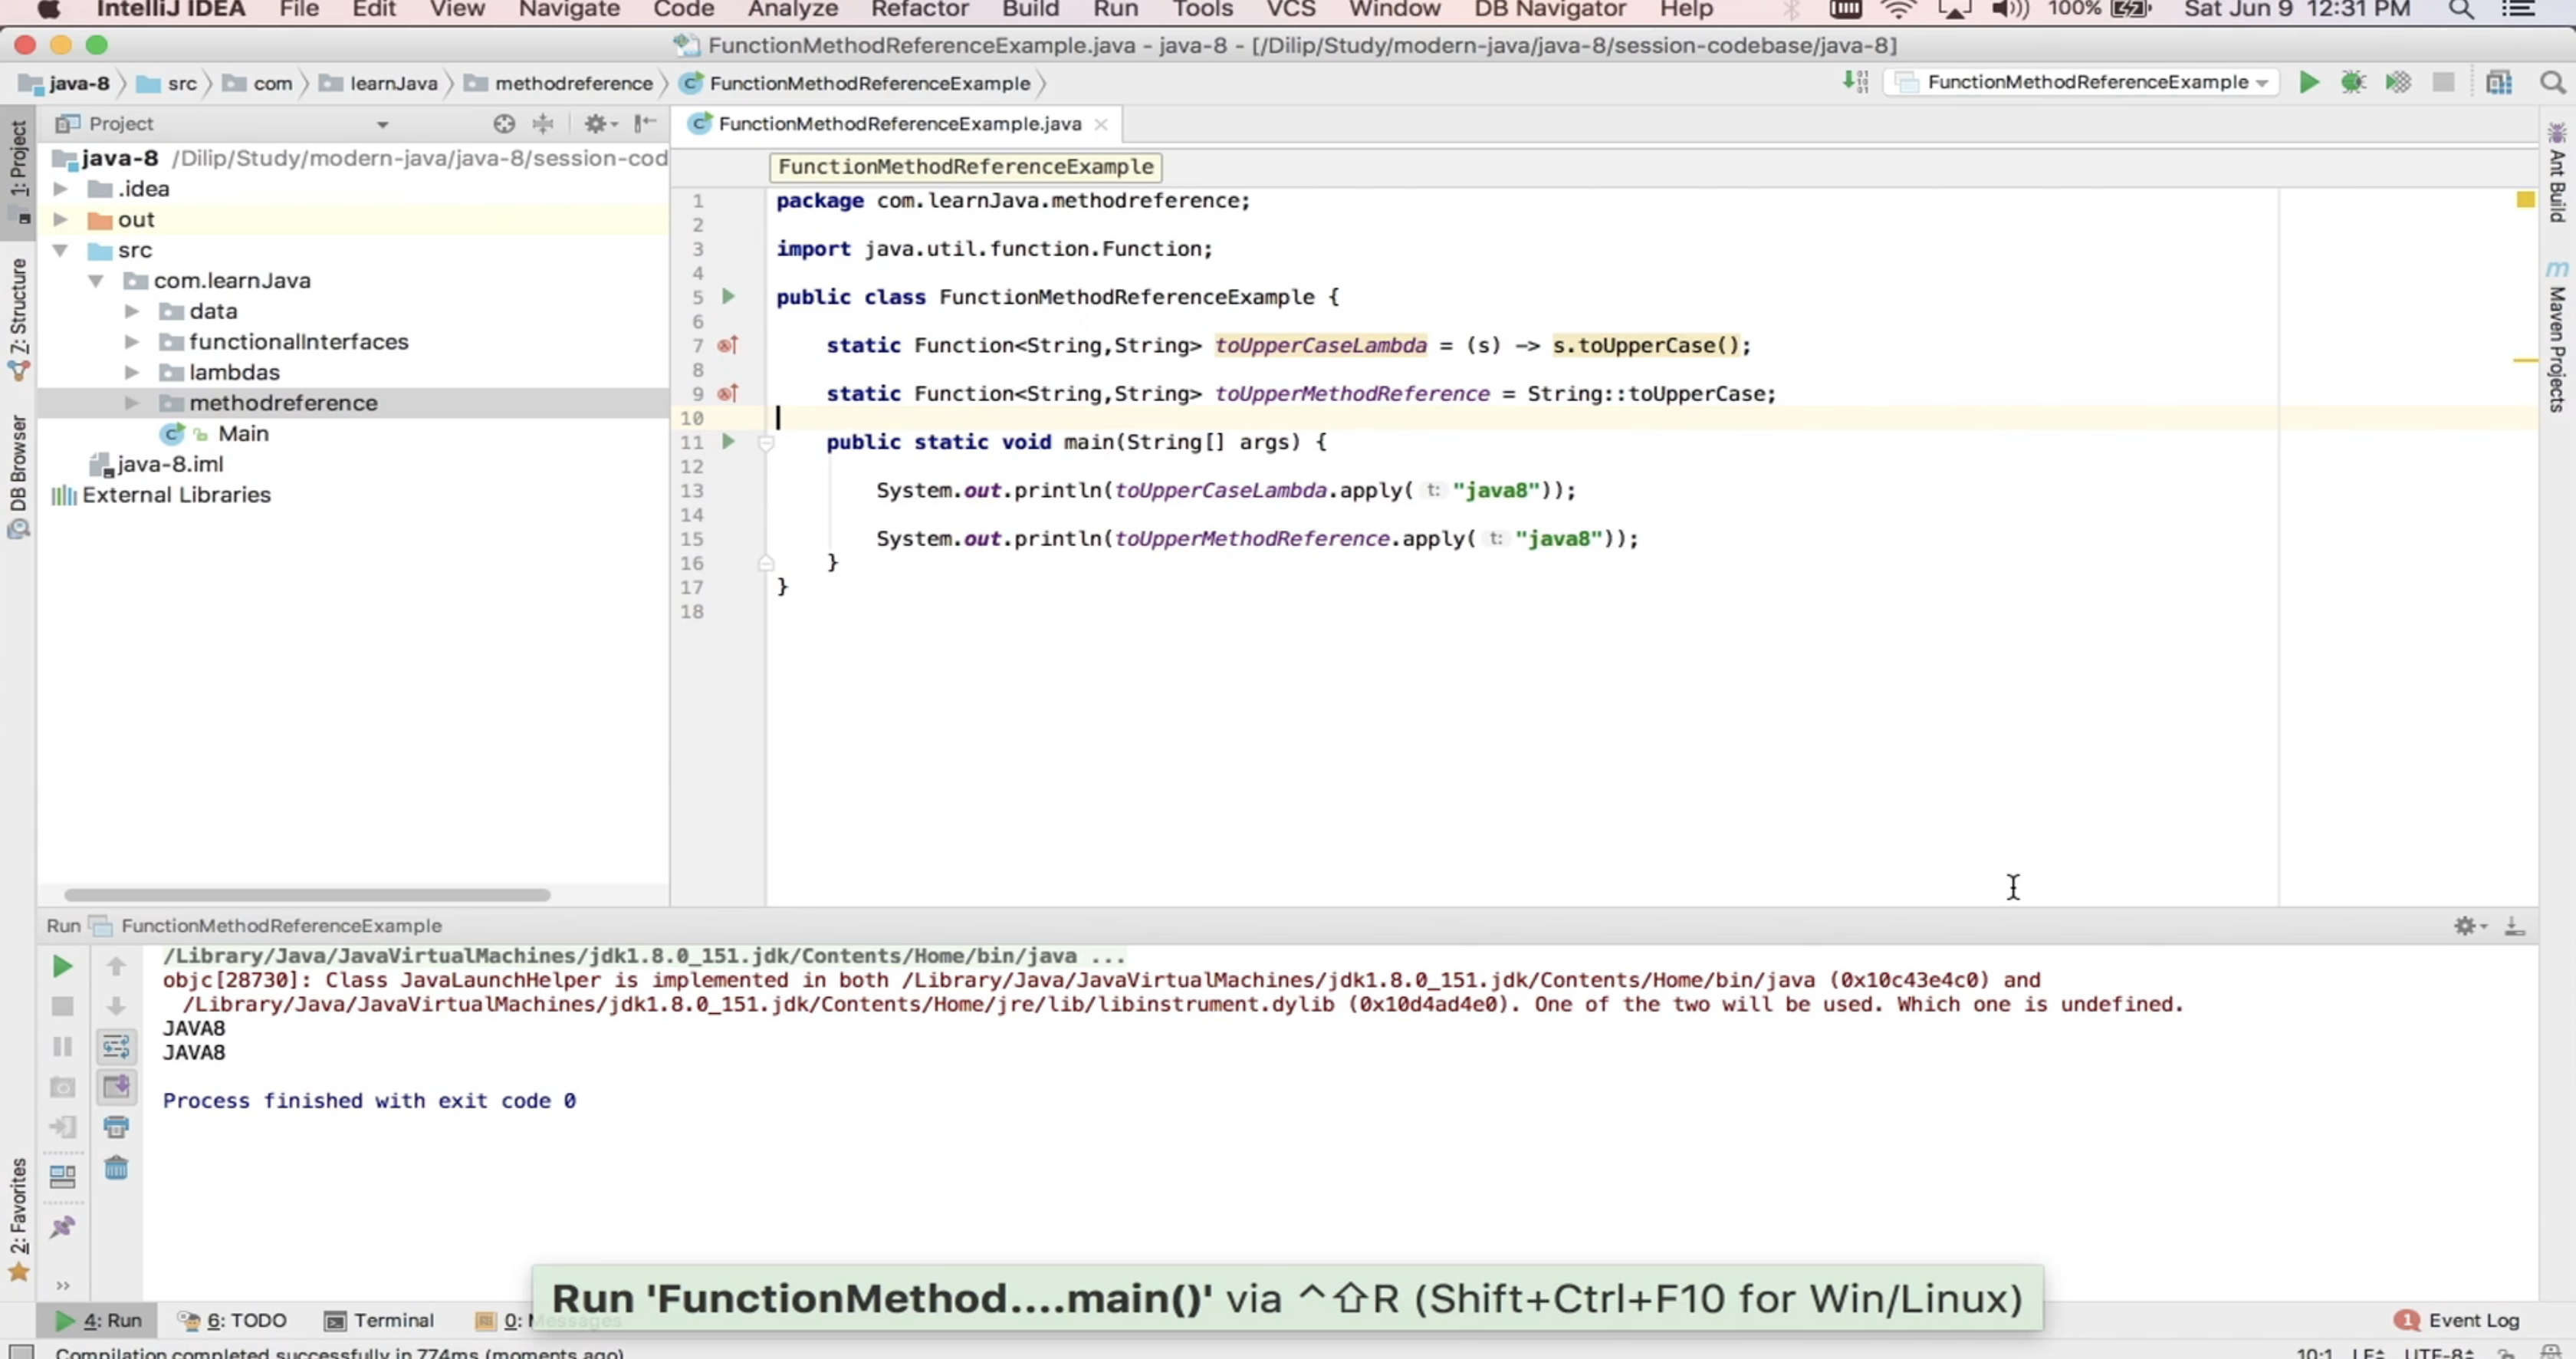 IntelliJ IDEA File Edit View Navigate Code Analyze Refactor Build Run Tools VCS Window DB Navigator Help 100% Sat Jun 9 12:31 PM
FunctionMethodReferenceExample.java - java-8 - [/Dilip/Study/modern-java/java-8/session-codebase/java-8]
java-8 src com learnJava methodreference FunctionMethodReferenceExample FunctionMethodReferenceExample
1: Project
Z: Structure
DB Browser
2: Favorites
Project
java-8 /Dilip/Study/modern-java/java-8/session-cod
.idea
out
src
com.learnJava
data
functionalInterfaces
lambdas
methodreference
Main
java-8.iml
External Libraries
FunctionMethodReferenceExample.java
FunctionMethodReferenceExample
1 package com.learnJava.methodreference;
2
3 import java.util.function.Function;
4
5 public class FunctionMethodReferenceExample {
6
7 static Function<String,String> toUpperCaseLambda = (s) -> s.toUpperCase();
8
9 static Function<String,String> toUpperMethodReference = String::toUpperCase;
10
11 public static void main(String[] args) {
12
13 System.out.println(toUpperCaseLambda.apply( t: "java8"));
14
15 System.out.println(toUpperMethodReference.apply( t: "java8"));
16 }
17 }
18
Ant Build
Maven Projects
Run FunctionMethodReferenceExample
/Library/Java/JavaVirtualMachines/jdk1.8.0_151.jdk/Contents/Home/bin/java ...
objc[28730]: Class JavaLaunchHelper is implemented in both /Library/Java/JavaVirtualMachines/jdk1.8.0_151.jdk/Contents/Home/bin/java (0x10c43e4c0) and
/Library/Java/JavaVirtualMachines/jdk1.8.0_151.jdk/Contents/Home/jre/lib/libinstrument.dylib (0x10d4ad4e0). One of the two will be used. Which one is undefined.
JAVA8
JAVA8
Process finished with exit code 0
Run 'FunctionMethod....main()' via ^⇧R (Shift+Ctrl+F10 for Win/Linux)
4: Run 6: TODO Terminal 0: Messages 1 Event Log
Compilation completed successfully in 774ms (moments ago) 10:1 LF UTF-8